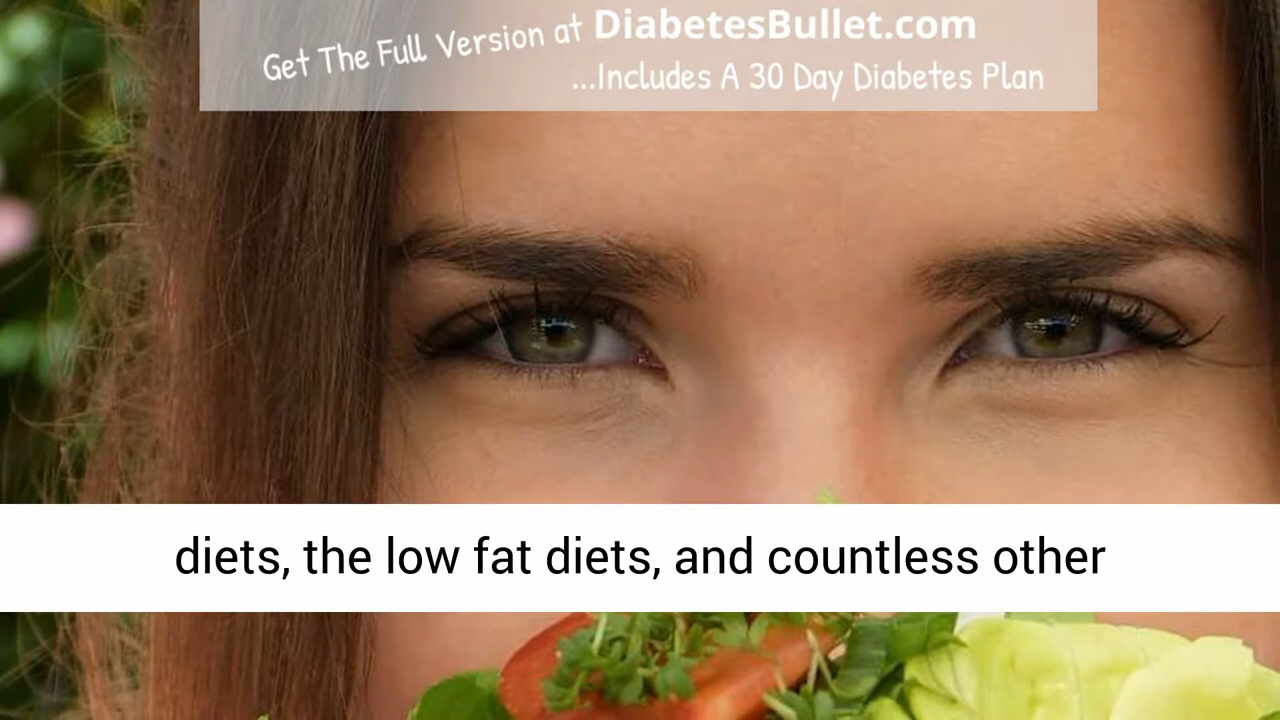 Get The Full Version at DiabetesBullet.com
...Includes A 30 Day Diabetes Plan
diets, the low fat diets, and countless other